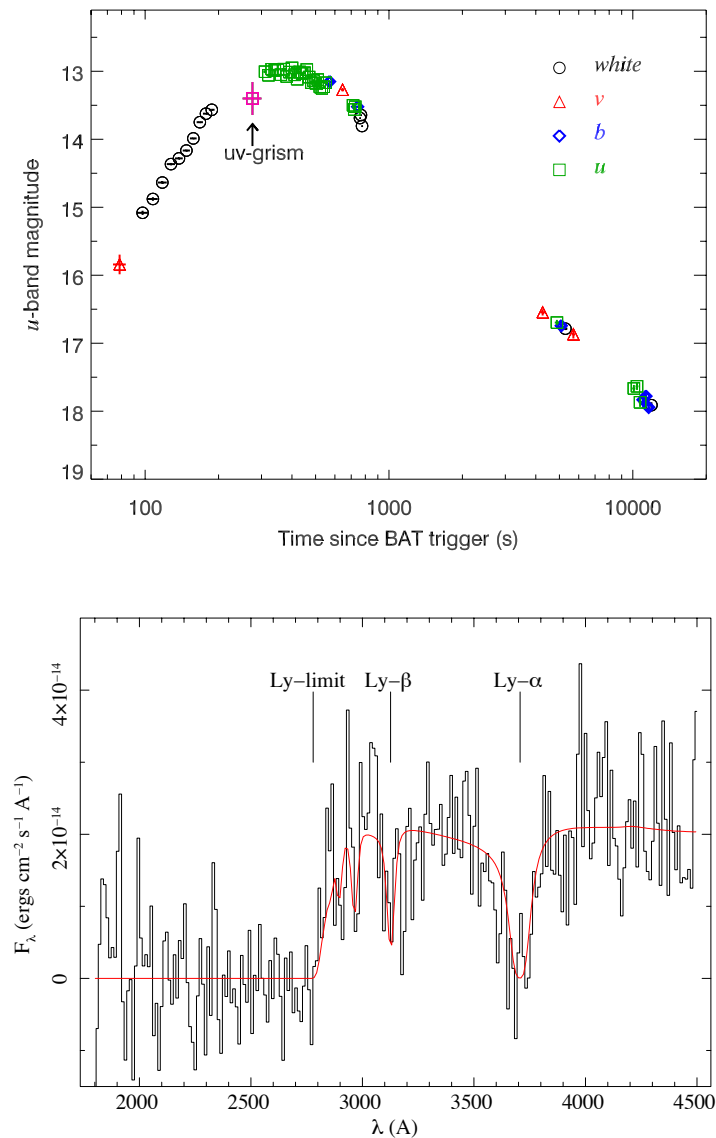 13
14
15
16
17
18
19
u-band magnitude
white
v
b
u
uv-grism
100
1000
10000
Time since BAT trigger (s)
Ly−limit
Ly−β
Ly−α
4×10⁻¹⁴
2×10⁻¹⁴
0
F_λ (ergs cm⁻² s⁻¹ A⁻¹)
2000
2500
3000
3500
4000
4500
λ (A)